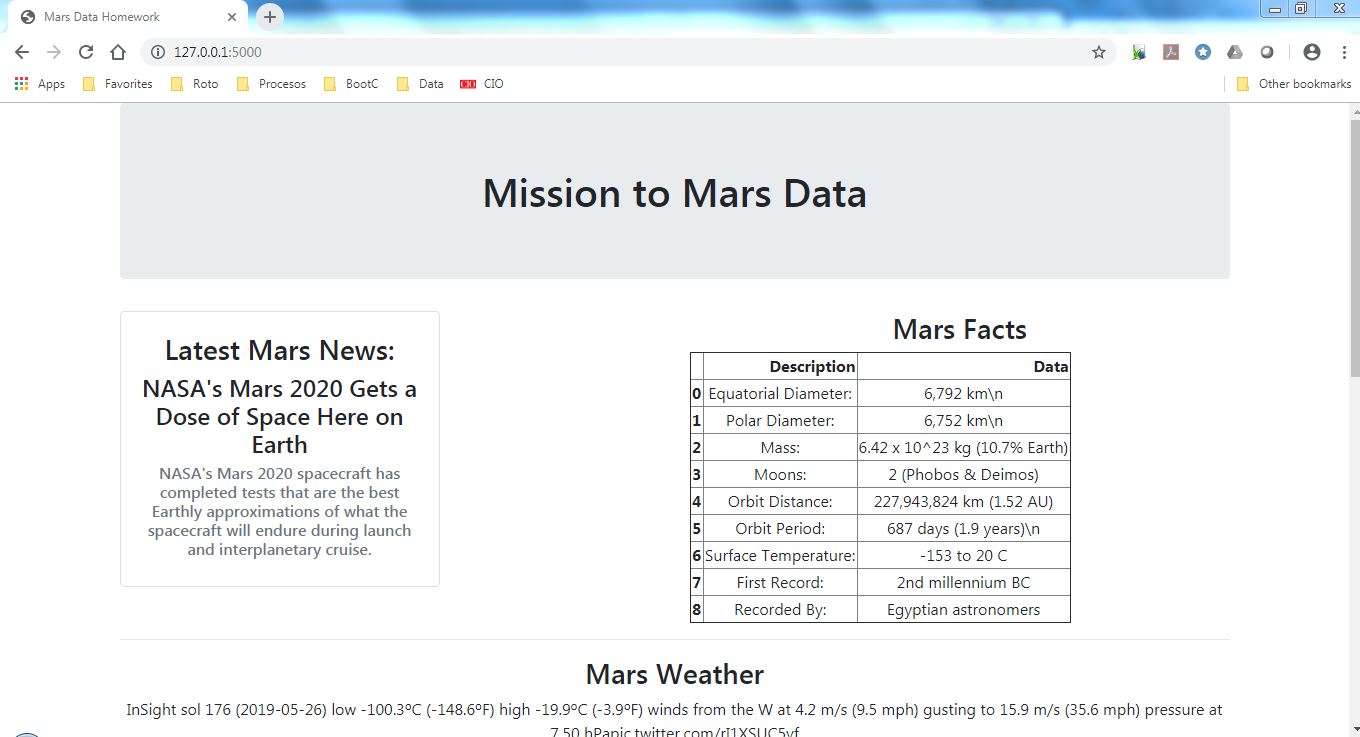 Mars Data Homework
127.0.0.1:5000
Apps Favorites Roto Procesos BootC Data CIO CIO Other bookmarks
Mission to Mars Data
Latest Mars News:
NASA's Mars 2020 Gets a
Dose of Space Here on
Earth
NASA's Mars 2020 spacecraft has
completed tests that are the best
Earthly approximations of what the
spacecraft will endure during launch
and interplanetary cruise.
Mars Facts
Description Data
0 Equatorial Diameter: 6,792 km\n
1 Polar Diameter: 6,752 km\n
2 Mass: 6.42 x 10^23 kg (10.7% Earth)
3 Moons: 2 (Phobos & Deimos)
4 Orbit Distance: 227,943,824 km (1.52 AU)
5 Orbit Period: 687 days (1.9 years)\n
6 Surface Temperature: -153 to 20 C
7 First Record: 2nd millennium BC
8 Recorded By: Egyptian astronomers
Mars Weather
InSight sol 176 (2019-05-26) low -100.3ºC (-148.6ºF) high -19.9ºC (-3.9ºF) winds from the W at 4.2 m/s (9.5 mph) gusting to 15.9 m/s (35.6 mph) pressure at
7.50 hPapic.twitter.com/